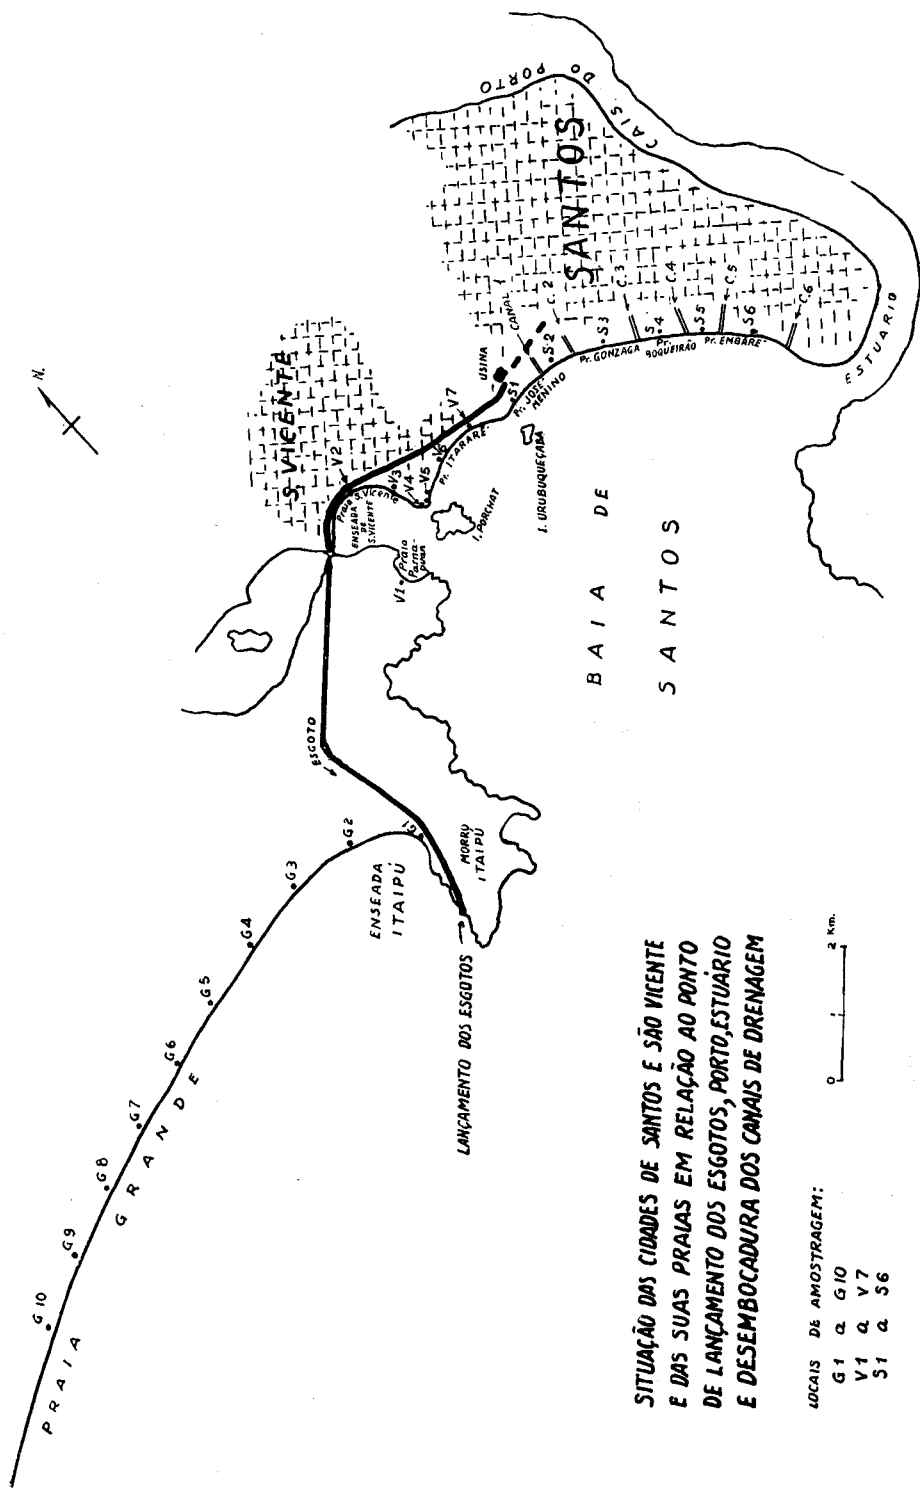 SITUAÇÃO DAS CIDADES DE SANTOS E SÃO VICENTE
E DAS SUAS PRAIAS EM RELAÇÃO AO PONTO
DE LANÇAMENTO DOS ESGOTOS, PORTO, ESTUÁRIO
E DESEMBOCADURA DOS CANAIS DE DRENAGEM
LOCAIS DE AMOSTRAGEM:
G1 a G10
V1 a V7
S1 a S6
0 1 2 Km.
N.
PRAIA GRANDE
G10
G9
G8
G7
G6
G5
G4
G3
G2
G1
ENSEADA
ITAIPÚ
MORRO
ITAIPÚ
LANÇAMENTO DOS ESGOTOS
ESGOTO
V1
Praia
Parna-
puan
ENSEADA
DE
S. VICENTE
Praia S. Vicente
S. VICENTE
V2
V3
V4
V5
V6
V7
Pr. ITARARÉ
I. PORCHAT
I. URUBUQUEÇABA
BAIA DE
SANTOS
USINA
CANAL 1
C.2
C.3
C.4
C.5
C.6
S1
S2
S3
S4
S5
S6
Pr. JOSÉ
MENINO
Pr. GONZAGA
Pr.
BOQUEIRÃO
Pr. EMBARÉ
SANTOS
CAIS DO PORTO
ESTUARIO